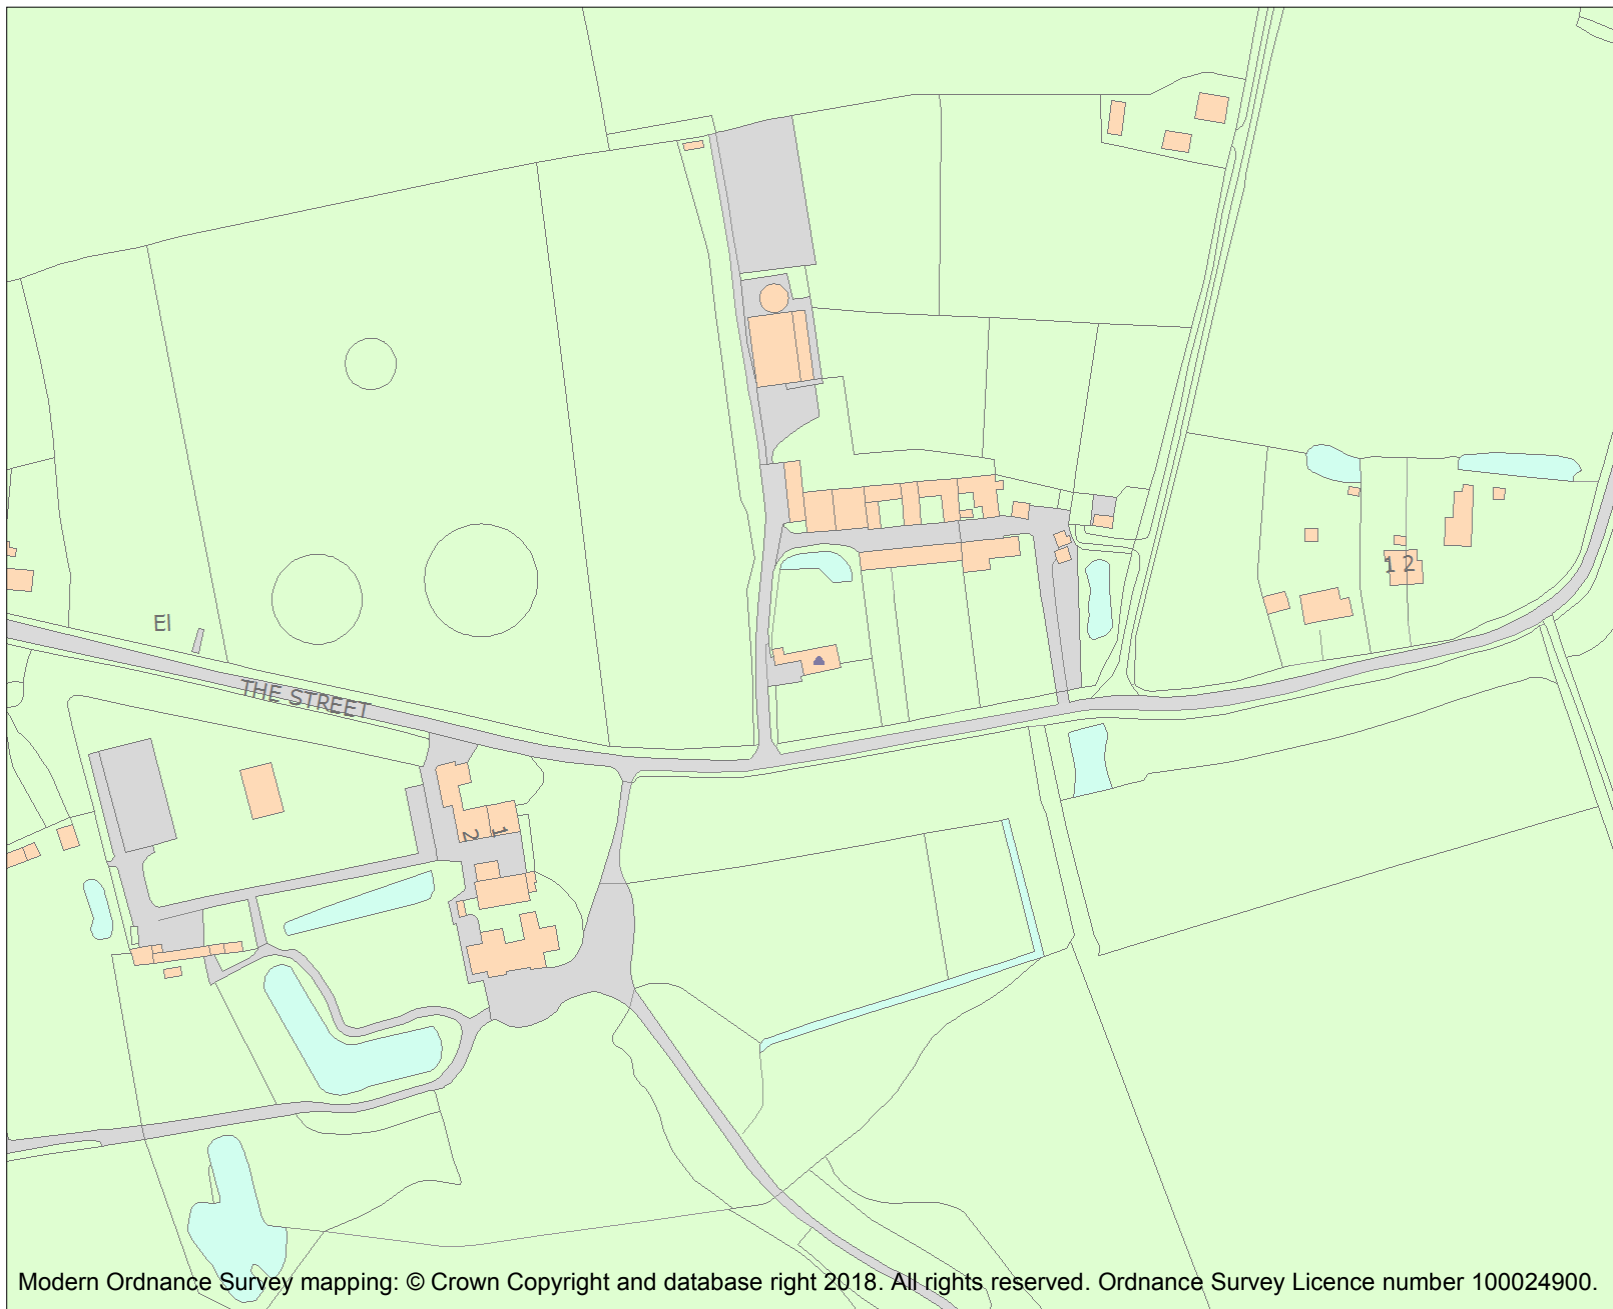 1 2
El
THE STREET
2 1
Modern Ordnance Survey mapping: © Crown Copyright and database right 2018. All rights reserved. Ordnance Survey Licence number 100024900.